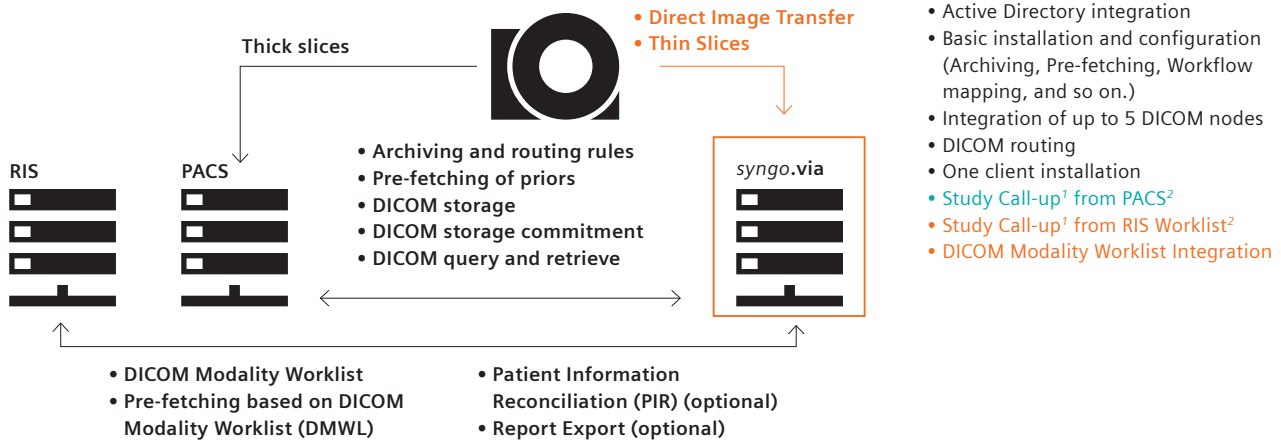 • Direct Image Transfer
• Thin Slices
Thick slices
RIS
PACS
• Archiving and routing rules
• Pre-fetching of priors
• DICOM storage
• DICOM storage commitment
• DICOM query and retrieve
syngo.via
• DICOM Modality Worklist
• Pre-fetching based on DICOM
Modality Worklist (DMWL)
• Patient Information
Reconciliation (PIR) (optional)
• Report Export (optional)
• Active Directory integration
• Basic installation and configuration
(Archiving, Pre-fetching, Workflow
mapping, and so on.)
• Integration of up to 5 DICOM nodes
• DICOM routing
• One client installation
• Study Call-up¹ from PACS²
• Study Call-up¹ from RIS Worklist²
• DICOM Modality Worklist Integration